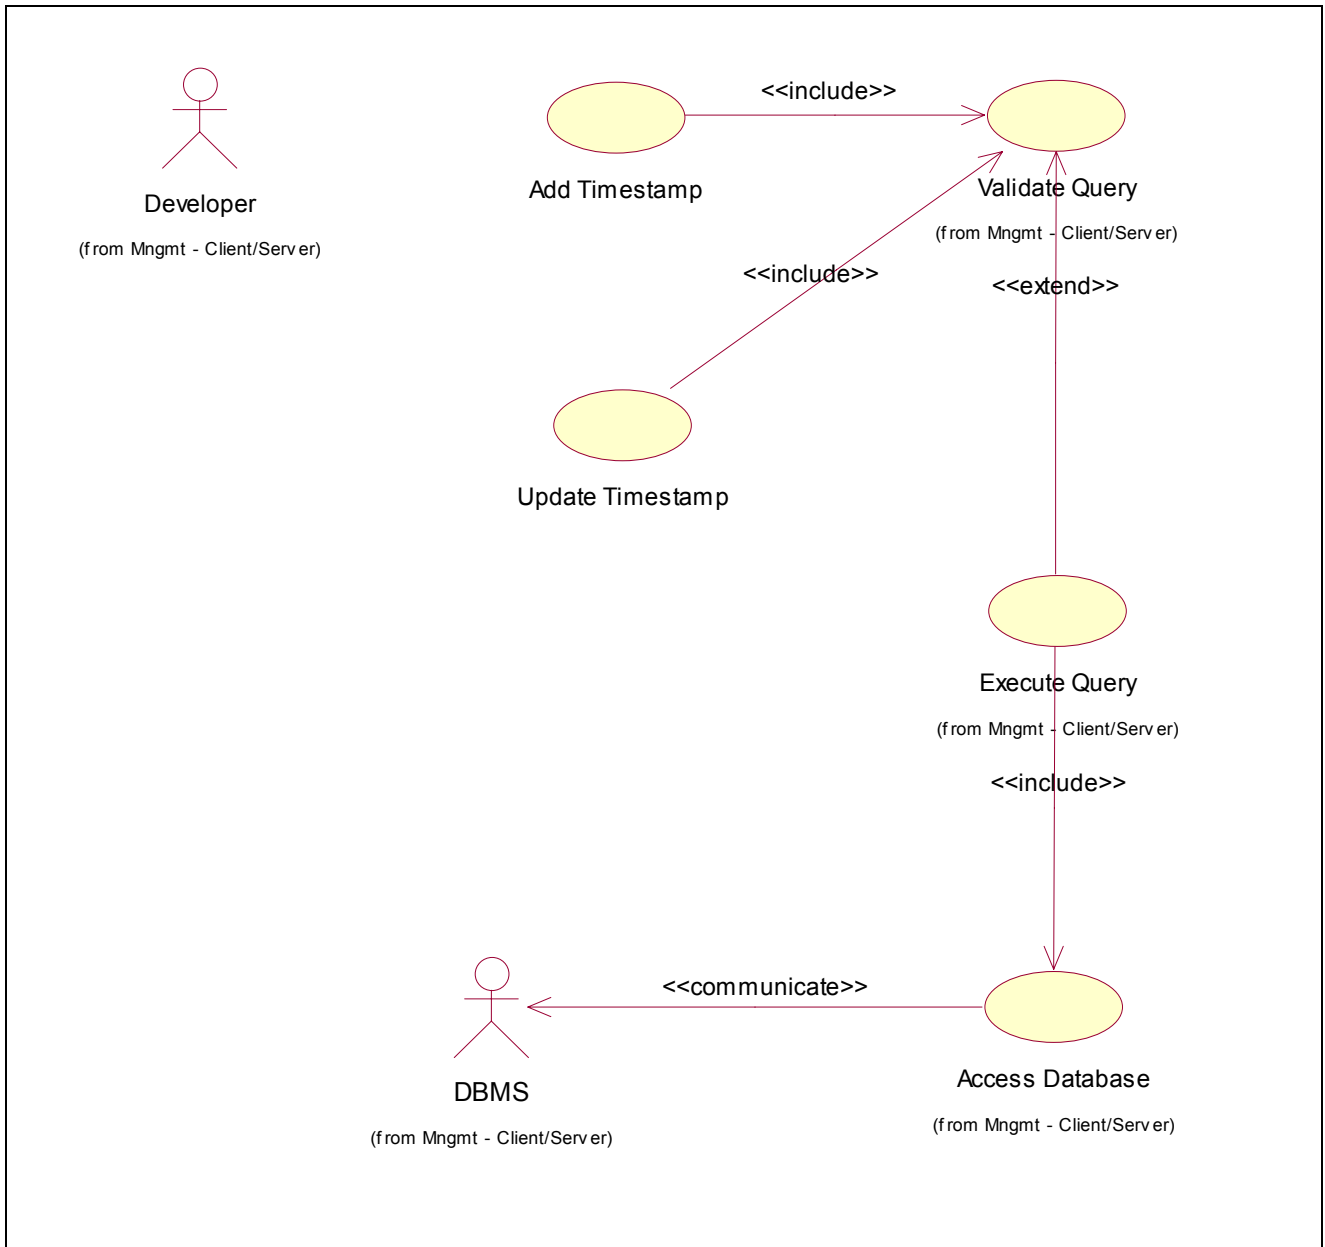 <<include>>
Add Timestamp
Validate Query
(from Mngmt - Client/Server)
Developer
(from Mngmt - Client/Server)
<<include>>
<<extend>>
Update Timestamp
Execute Query
(from Mngmt - Client/Server)
<<include>>
<<communicate>>
DBMS
(from Mngmt - Client/Server)
Access Database
(from Mngmt - Client/Server)